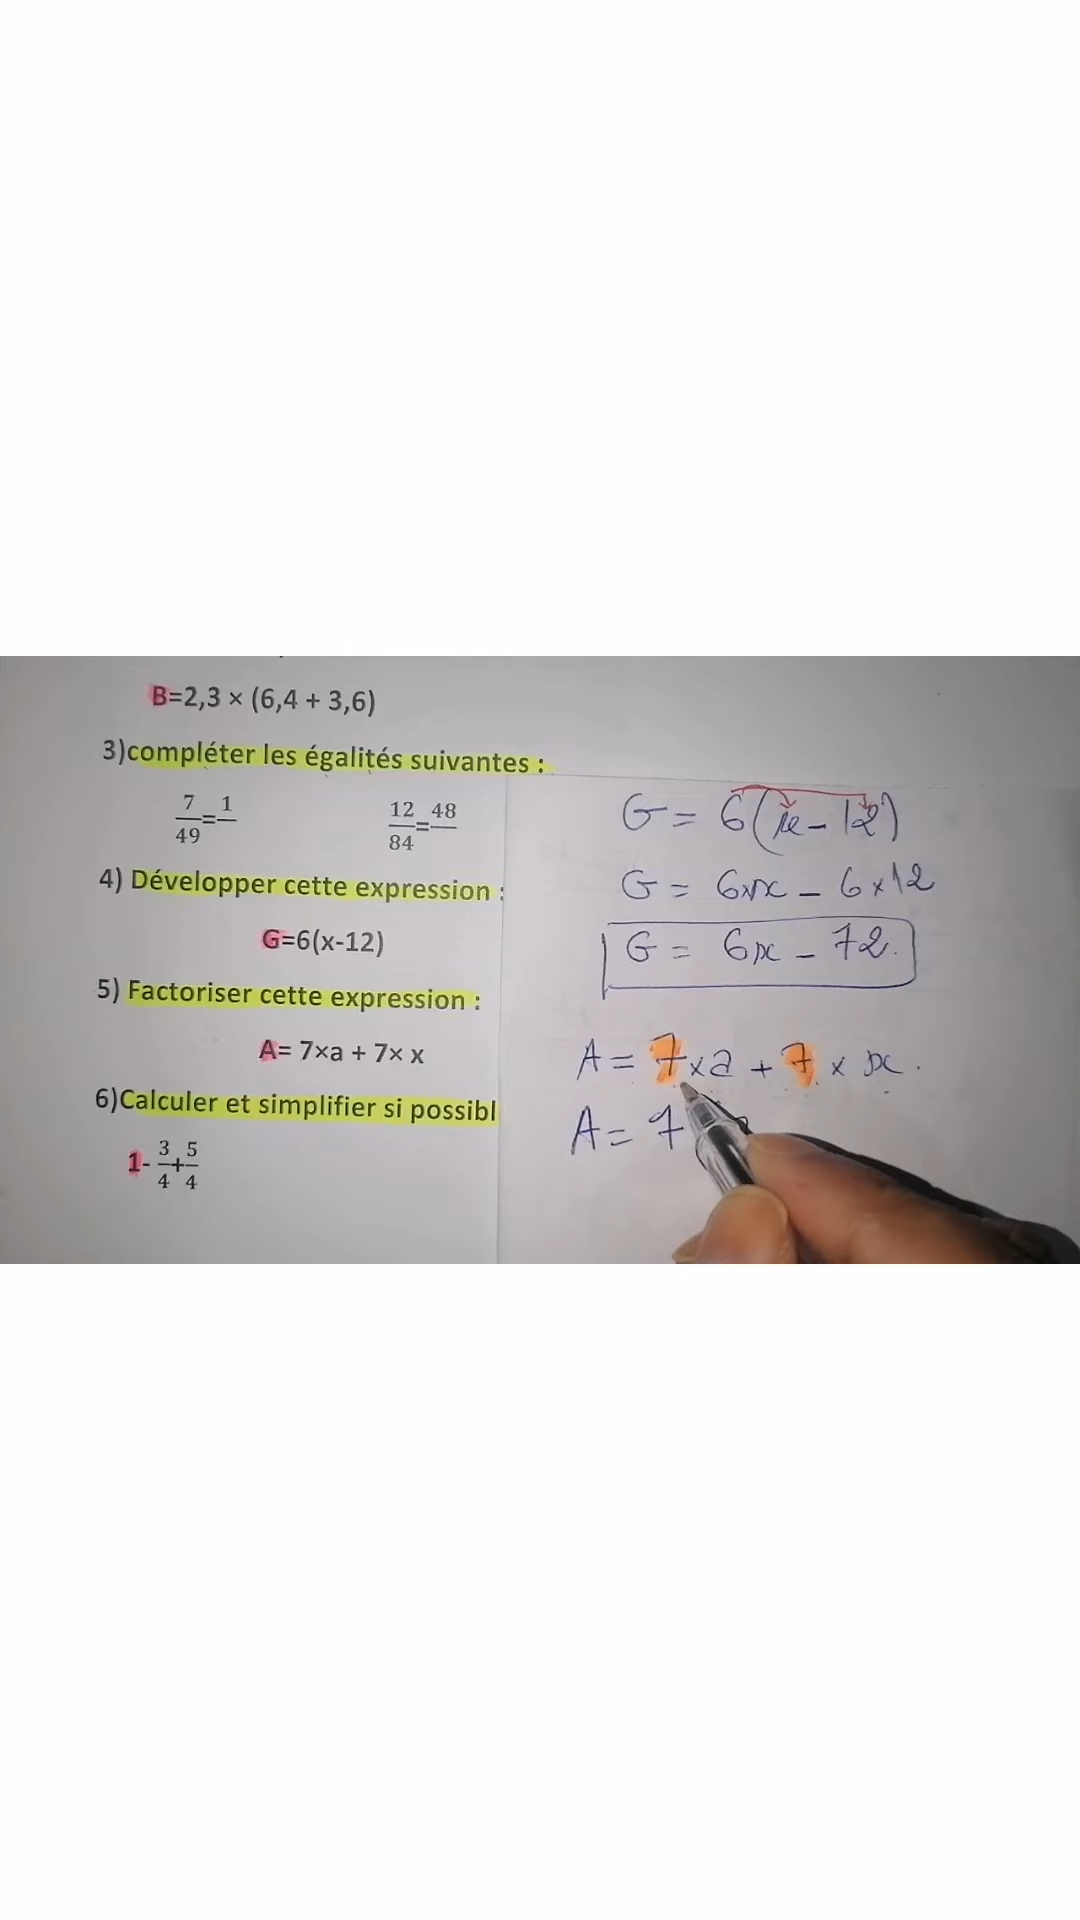 B=2,3 × (6,4 + 3,6)
3)compléter les égalités suivantes :
7/49=1/ 12/84=48/
4) Développer cette expression :
G=6(x-12)
5) Factoriser cette expression :
A= 7×a + 7× x
6)Calculer et simplifier si possibl
1- 3/4+5/4
G = 6(x - 12)
G = 6×x - 6×12
G = 6x - 72.
A = 7×a + 7 × x.
A = 7